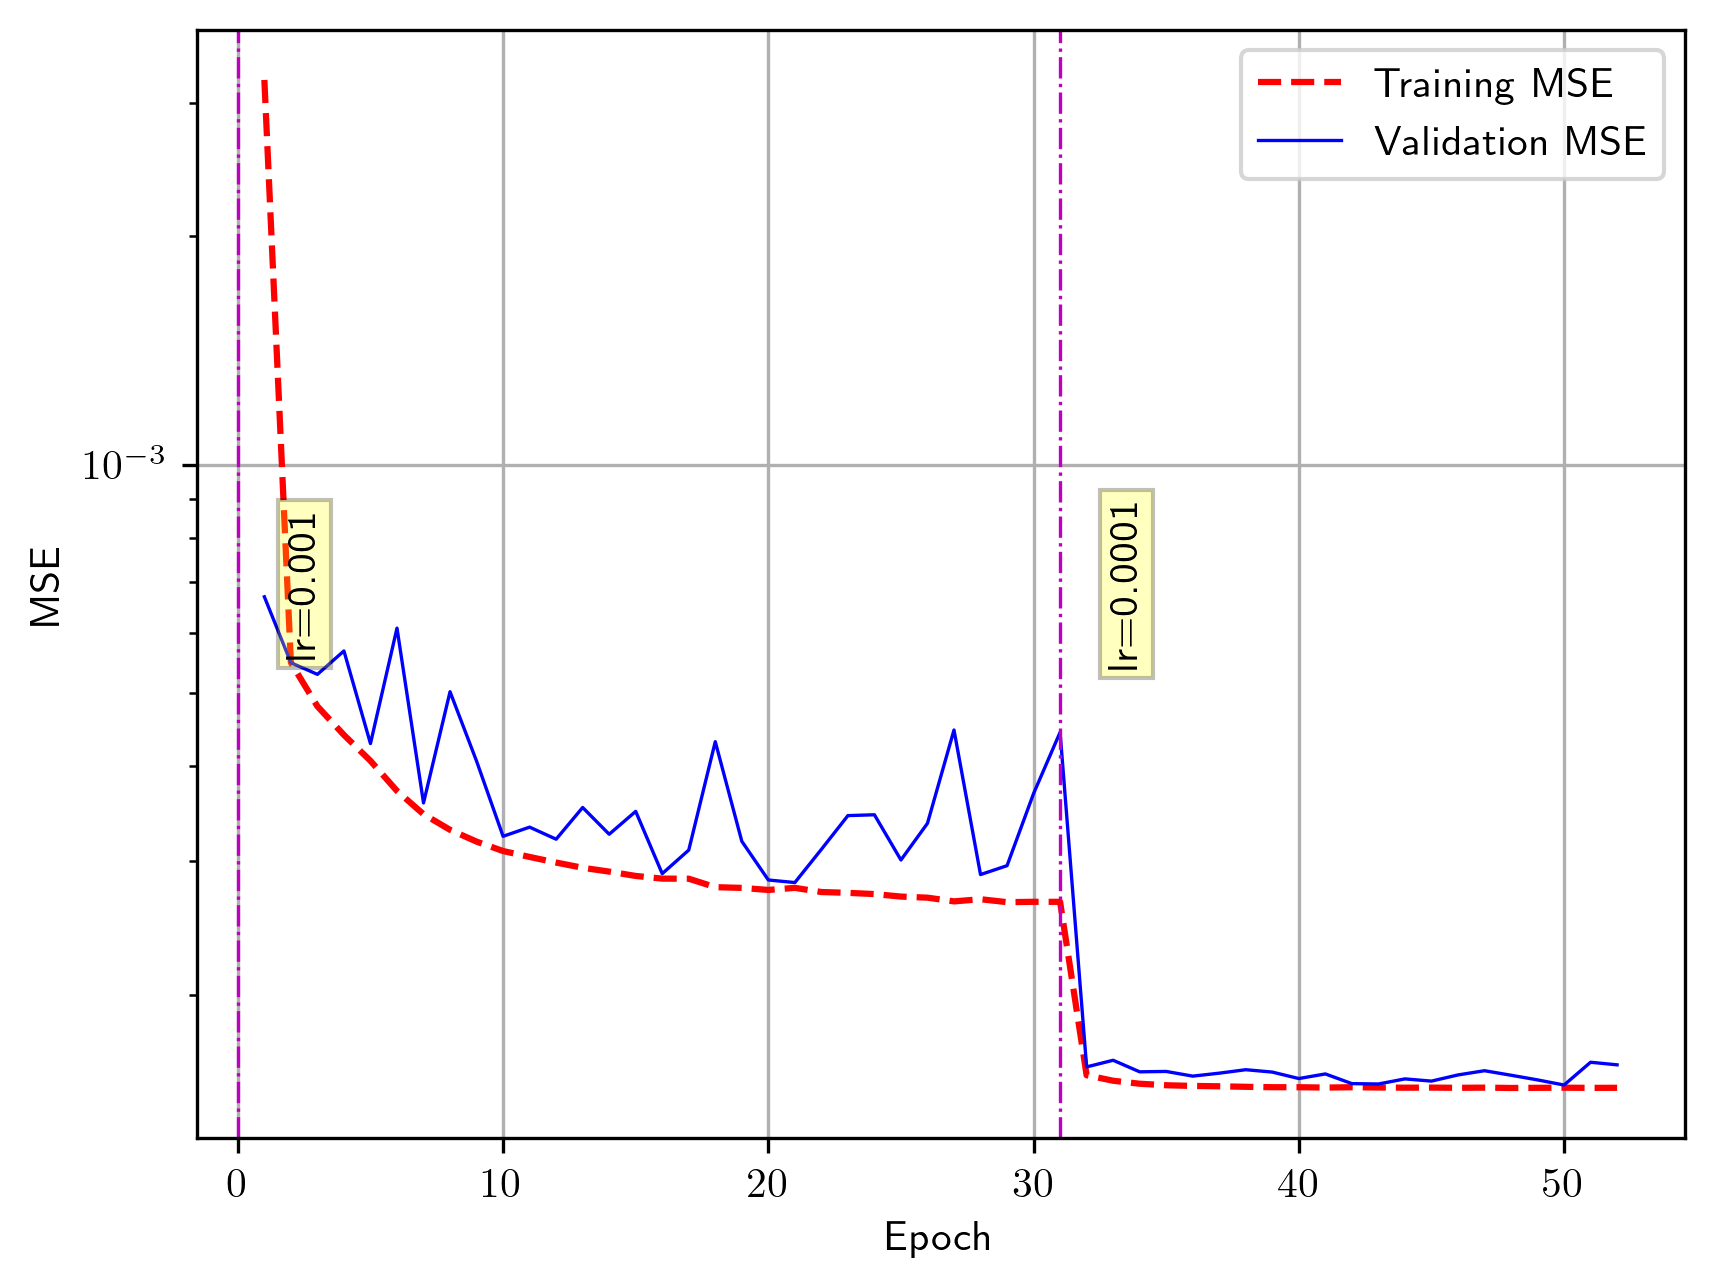 Training MSE
Validation MSE
10⁻³
MSE
lr=0.001
lr=0.0001
0 10 20 30 40 50
Epoch